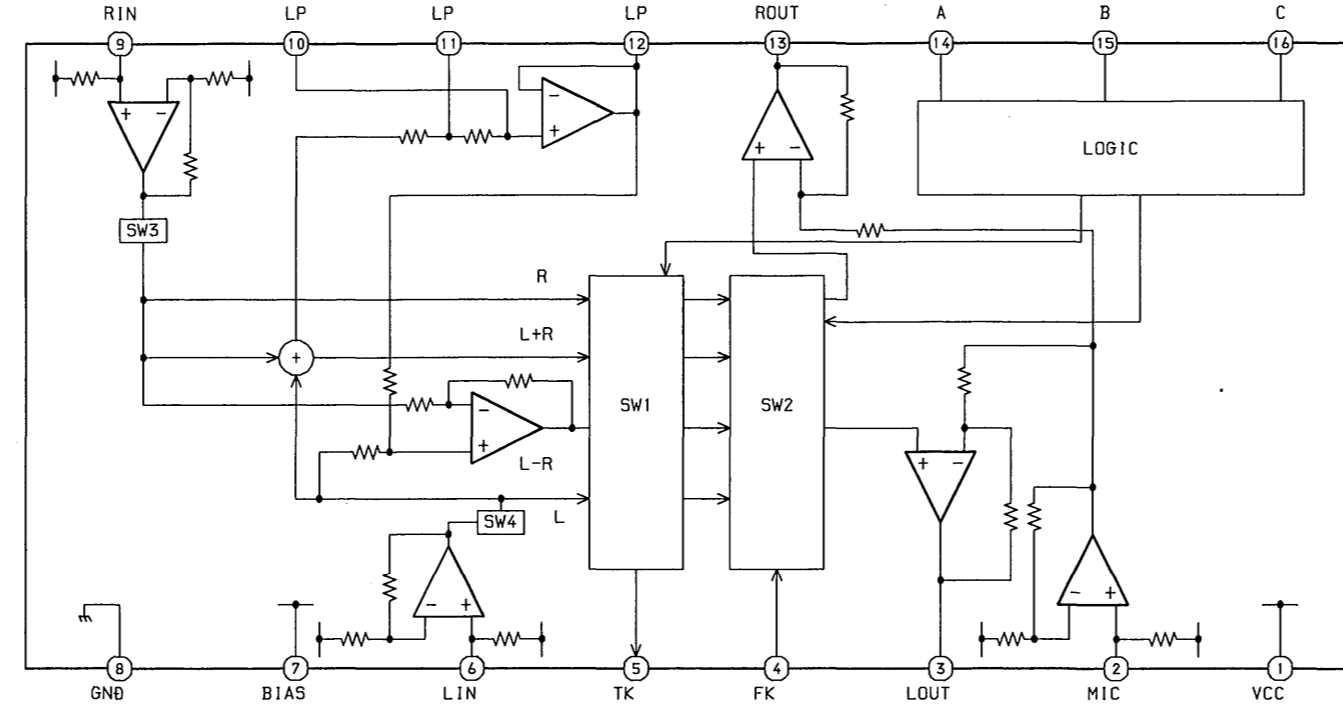 RIN LP LP LP ROUT A B C
9 10 11 12 13 14 15 16
+ − − + + −
LOGIC
SW3
R
L+R
+
SW1 SW2
− +
L−R
+ −
L
SW4
− + − +
8 7 6 5 4 3 2 1
GND BIAS LIN TK FK LOUT MIC VCC